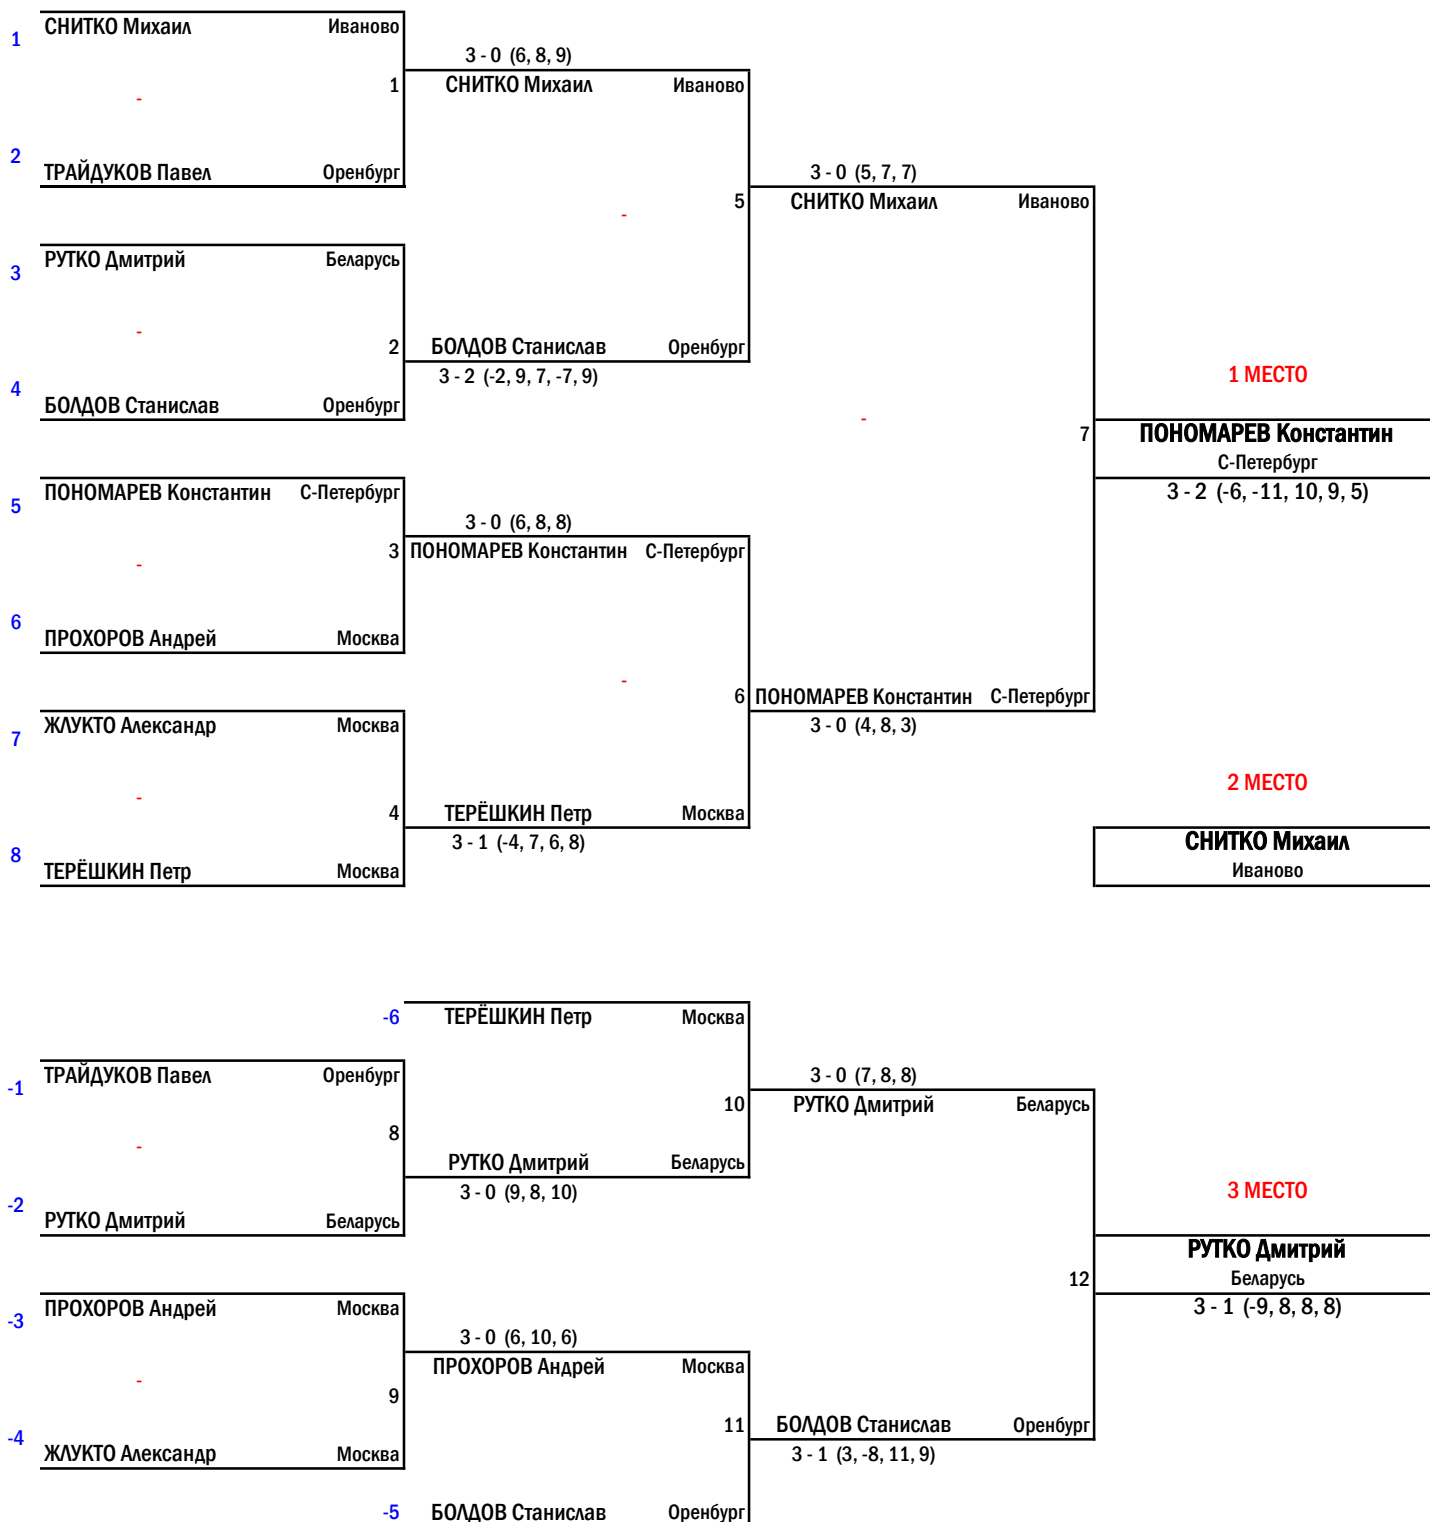 1 СНИТКО Михаил Иваново
3 - 0 (6, 8, 9)
- 1 СНИТКО Михаил Иваново
2 ТРАЙДУКОВ Павел Оренбург
3 - 0 (5, 7, 7)
- 5 СНИТКО Михаил Иваново
3 РУТКО Дмитрий Беларусь
-
2 БОЛДОВ Станислав Оренбург
3 - 2 (-2, 9, 7, -7, 9)
1 МЕСТО
4 БОЛДОВ Станислав Оренбург
- 7 ПОНОМАРЕВ Константин
С-Петербург
3 - 2 (-6, -11, 10, 9, 5)
5 ПОНОМАРЕВ Константин С-Петербург
3 - 0 (6, 8, 8)
- 3 ПОНОМАРЕВ Константин С-Петербург
6 ПРОХОРОВ Андрей Москва
-
6 ПОНОМАРЕВ Константин С-Петербург
3 - 0 (4, 8, 3)
7 ЖЛУКТО Александр Москва
2 МЕСТО
-
4 ТЕРЁШКИН Петр Москва
3 - 1 (-4, 7, 6, 8)
СНИТКО Михаил
Иваново
8 ТЕРЁШКИН Петр Москва
-6 ТЕРЁШКИН Петр Москва
-1 ТРАЙДУКОВ Павел Оренбург
3 - 0 (7, 8, 8)
10 РУТКО Дмитрий Беларусь
- 8
РУТКО Дмитрий Беларусь
3 - 0 (9, 8, 10)
3 МЕСТО
-2 РУТКО Дмитрий Беларусь
РУТКО Дмитрий
12 Беларусь
3 - 1 (-9, 8, 8, 8)
-3 ПРОХОРОВ Андрей Москва
3 - 0 (6, 10, 6)
ПРОХОРОВ Андрей Москва
- 9
11 БОЛДОВ Станислав Оренбург
3 - 1 (3, -8, 11, 9)
-4 ЖЛУКТО Александр Москва
-5 БОЛДОВ Станислав Оренбург